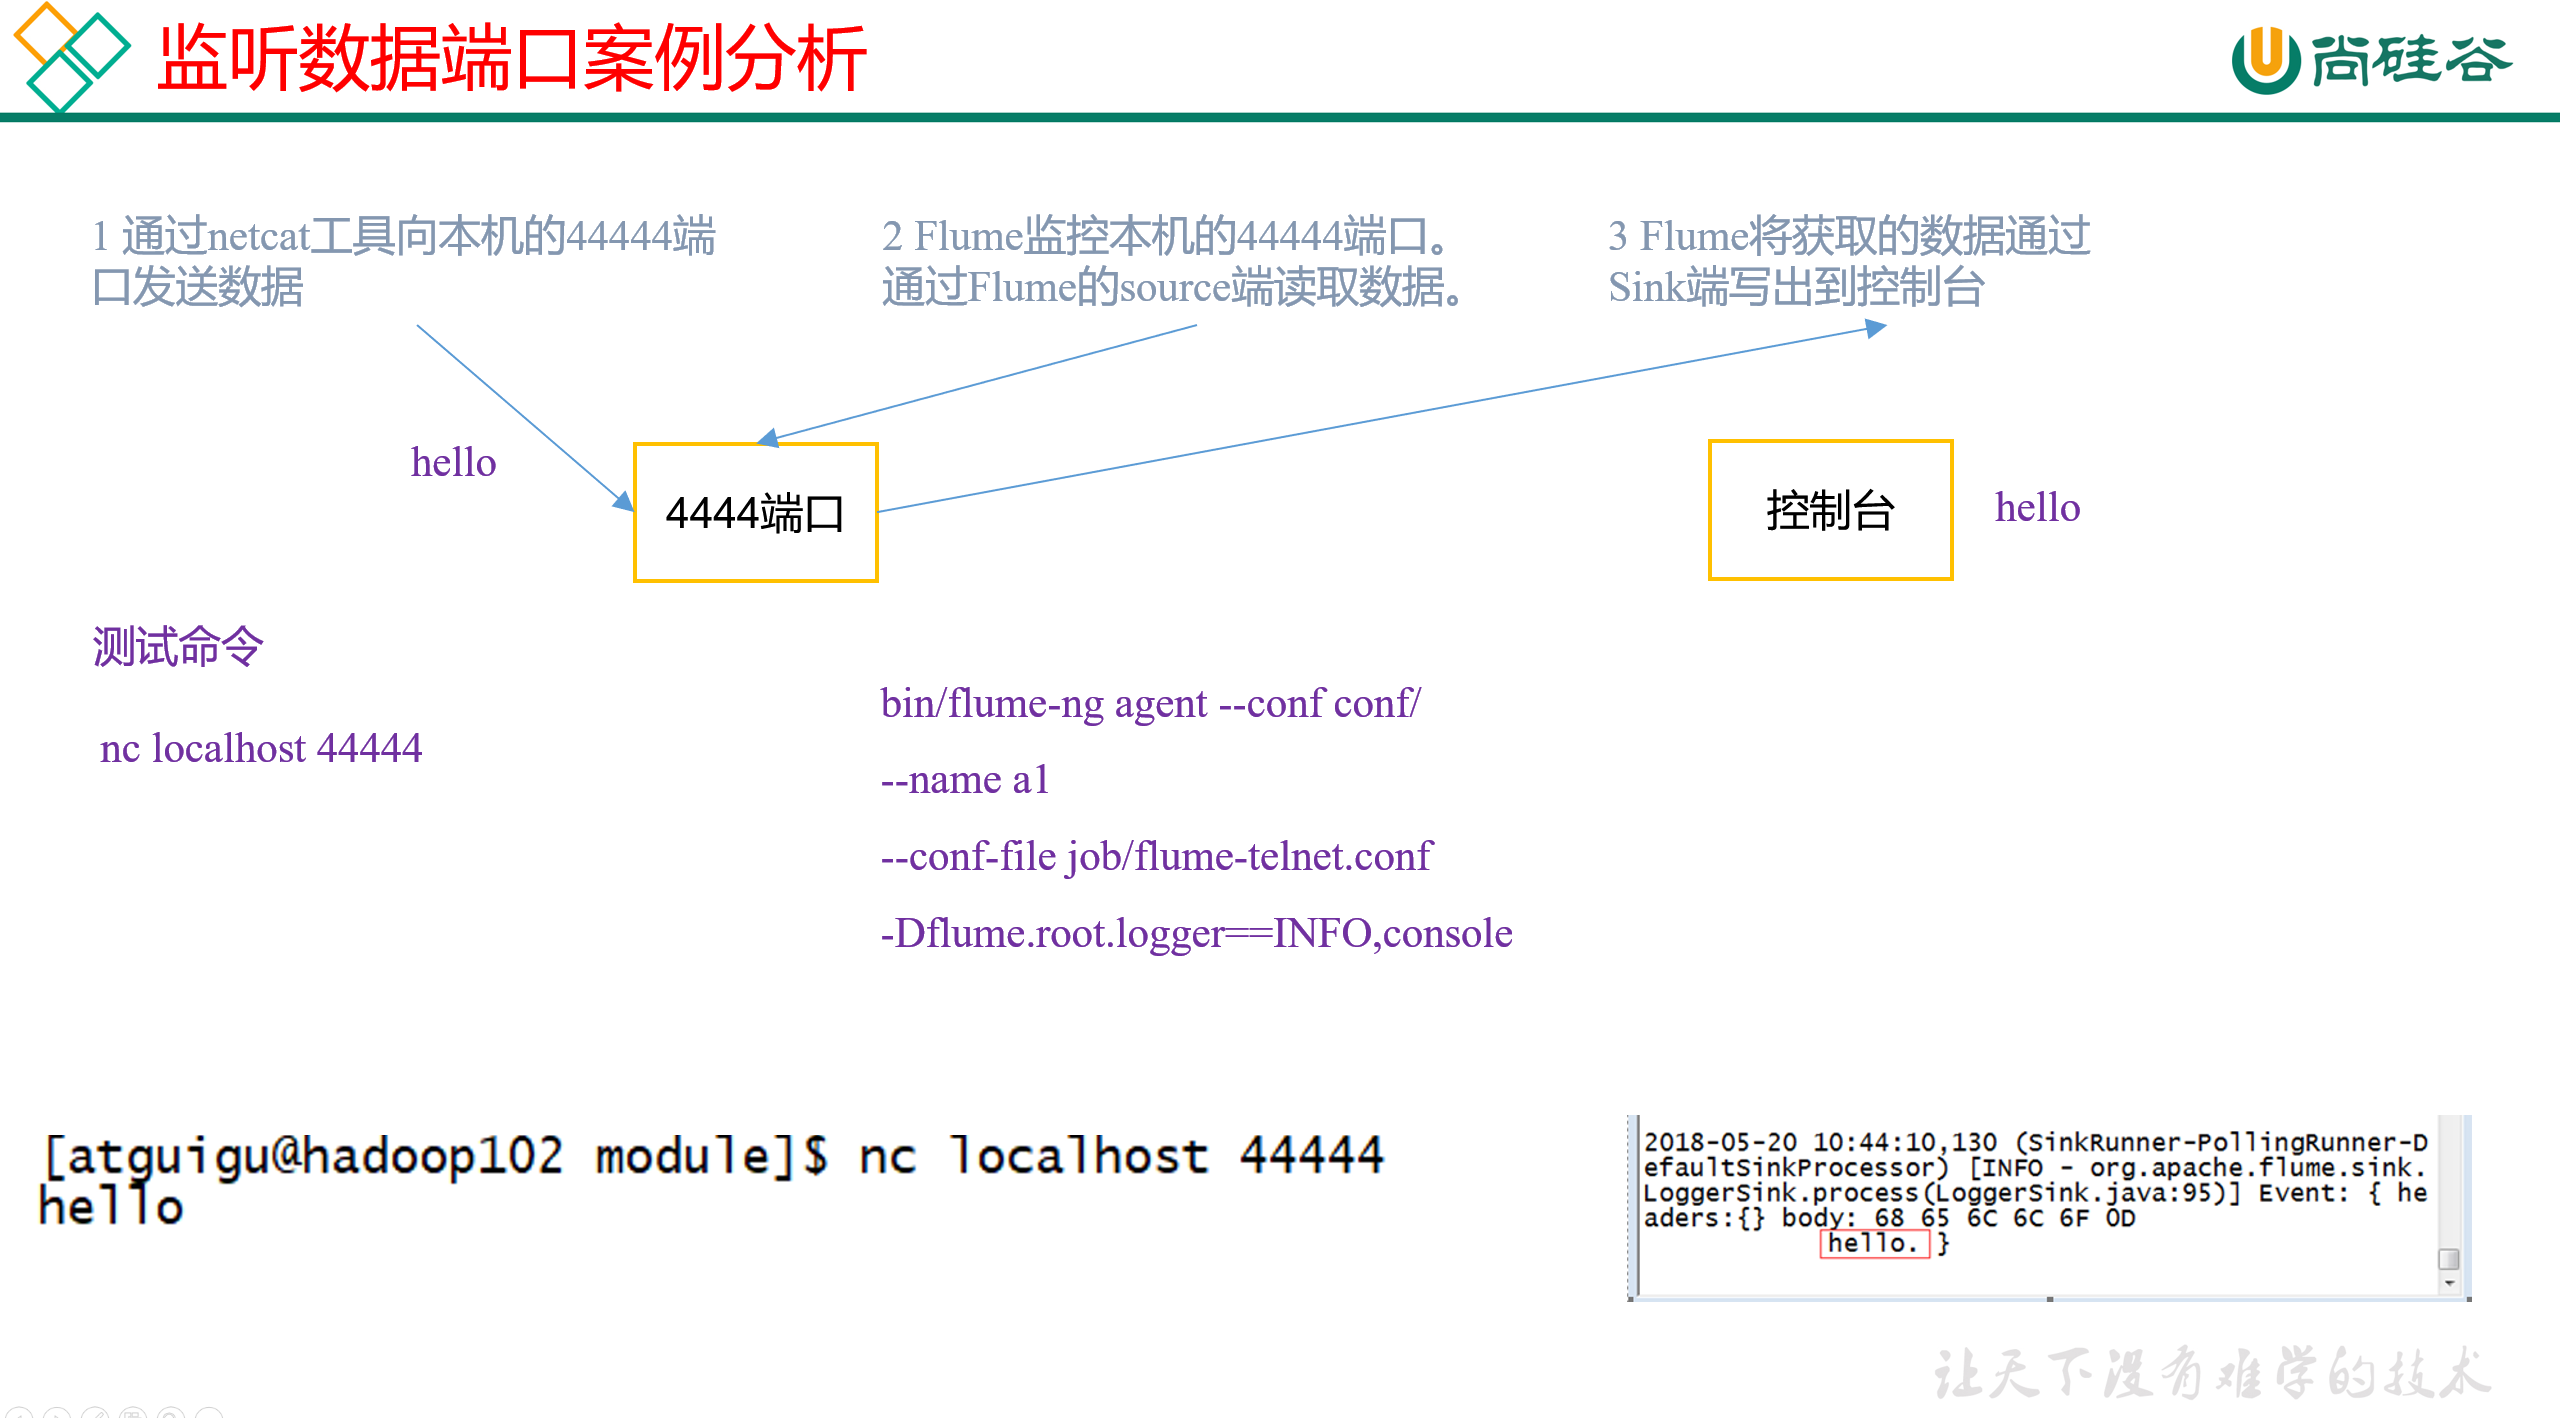 监听数据端口案例分析
尚硅谷
1 通过netcat工具向本机的44444端
口发送数据
2 Flume监控本机的44444端口。
通过Flume的source端读取数据。
3 Flume将获取的数据通过
Sink端写出到控制台
hello
4444端口
控制台
hello
测试命令
nc localhost 44444
bin/flume-ng agent --conf conf/
--name a1
--conf-file job/flume-telnet.conf
-Dflume.root.logger==INFO,console
[atguigu@hadoop102 module]$ nc localhost 44444
hello
2018-05-20 10:44:10,130 (SinkRunner-PollingRunner-D
efaultSinkProcessor) [INFO - org.apache.flume.sink.
LoggerSink.process(LoggerSink.java:95)] Event: { he
aders:{} body: 68 65 6C 6C 6F 0D
hello. }
让天下没有难学的技术